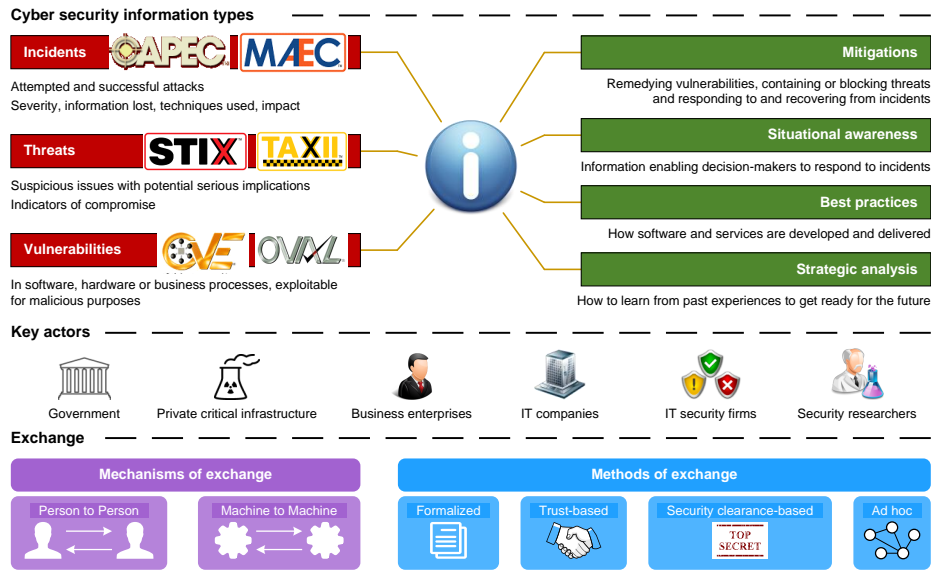 Cyber security information types
Incidents
CAPEC
MAEC
Attempted and successful attacks
Severity, information lost, techniques used, impact
Threats
STIX
TAXII
Suspicious issues with potential serious implications
Indicators of compromise
Vulnerabilities
CVE
OVAL
In software, hardware or business processes, exploitable
for malicious purposes
Mitigations
Remedying vulnerabilities, containing or blocking threats
and responding to and recovering from incidents
Situational awareness
Information enabling decision-makers to respond to incidents
Best practices
How software and services are developed and delivered
Strategic analysis
How to learn from past experiences to get ready for the future
Key actors
Government
Private critical infrastructure
Business enterprises
IT companies
IT security firms
Security researchers
Exchange
Mechanisms of exchange
Person to Person
Machine to Machine
Methods of exchange
Formalized
Trust-based
Security clearance-based
TOP
SECRET
Ad hoc